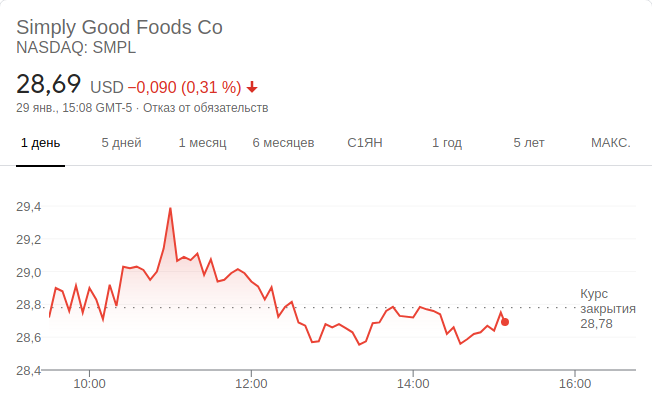 Simply Good Foods Co
NASDAQ: SMPL
28,69 USD −0,090 (0,31 %)
29 янв., 15:08 GMT-5 · Отказ от обязательств
1 день 5 дней 1 месяц 6 месяцев С1ЯН 1 год 5 лет МАКС.
29,4
29,2
29,0
28,8
28,6
28,4
Курс
закрытия
28,78
10:00 12:00 14:00 16:00